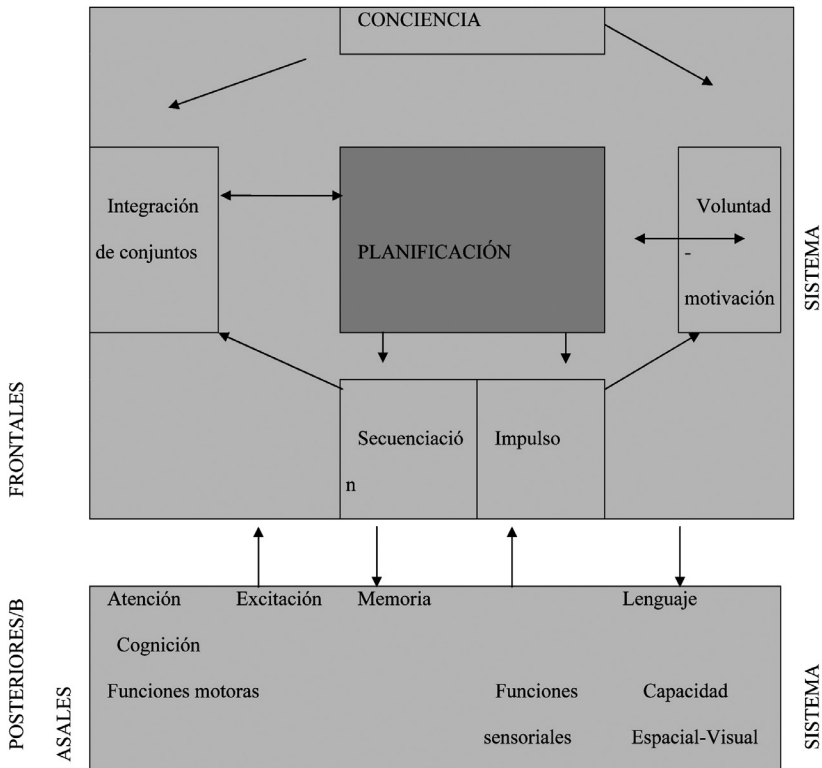 CONCIENCIA
Integración
de conjuntos
PLANIFICACIÓN
Voluntad
-
motivación
SISTEMA
FRONTALES
Secuenciació
n
Impulso
Atención Excitación Memoria Lenguaje
Cognición
Funciones motoras
Funciones
sensoriales
Capacidad
Espacial-Visual
POSTERIORES/B
ASALES
SISTEMA